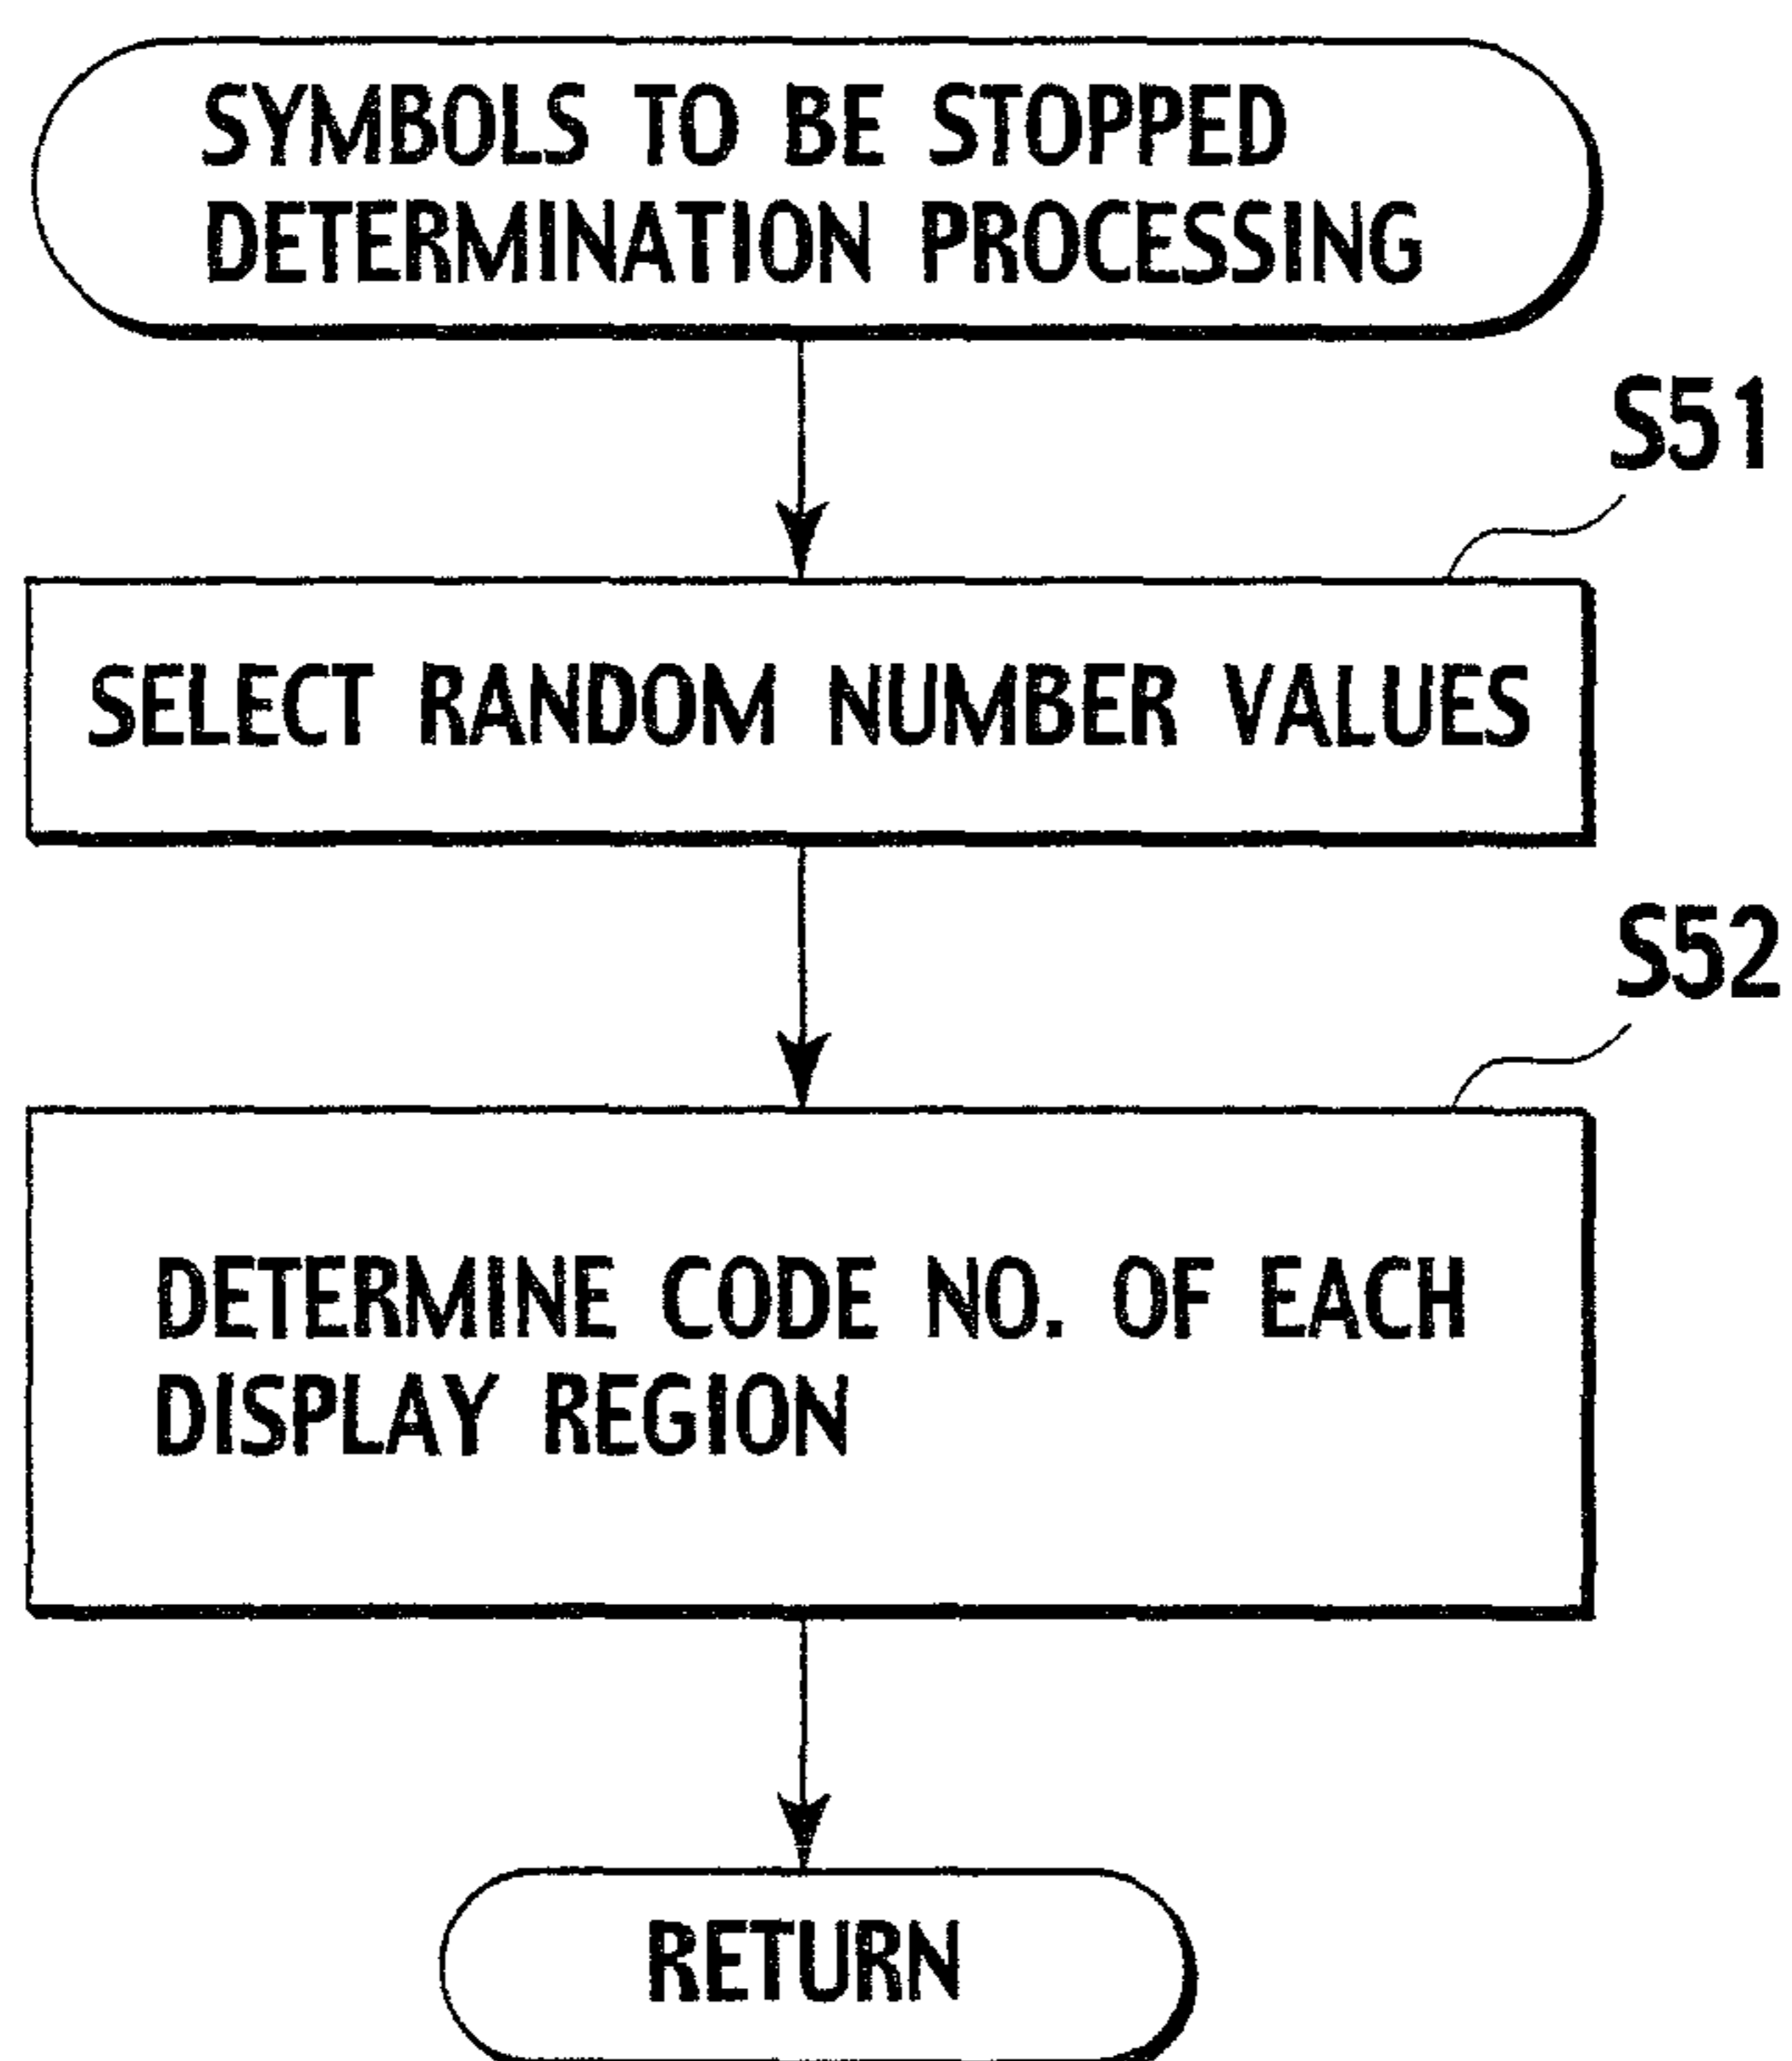 SYMBOLS TO BE STOPPED
DETERMINATION PROCESSING
S51
SELECT RANDOM NUMBER VALUES
S52
DETERMINE CODE NO. OF EACH
DISPLAY REGION
RETURN